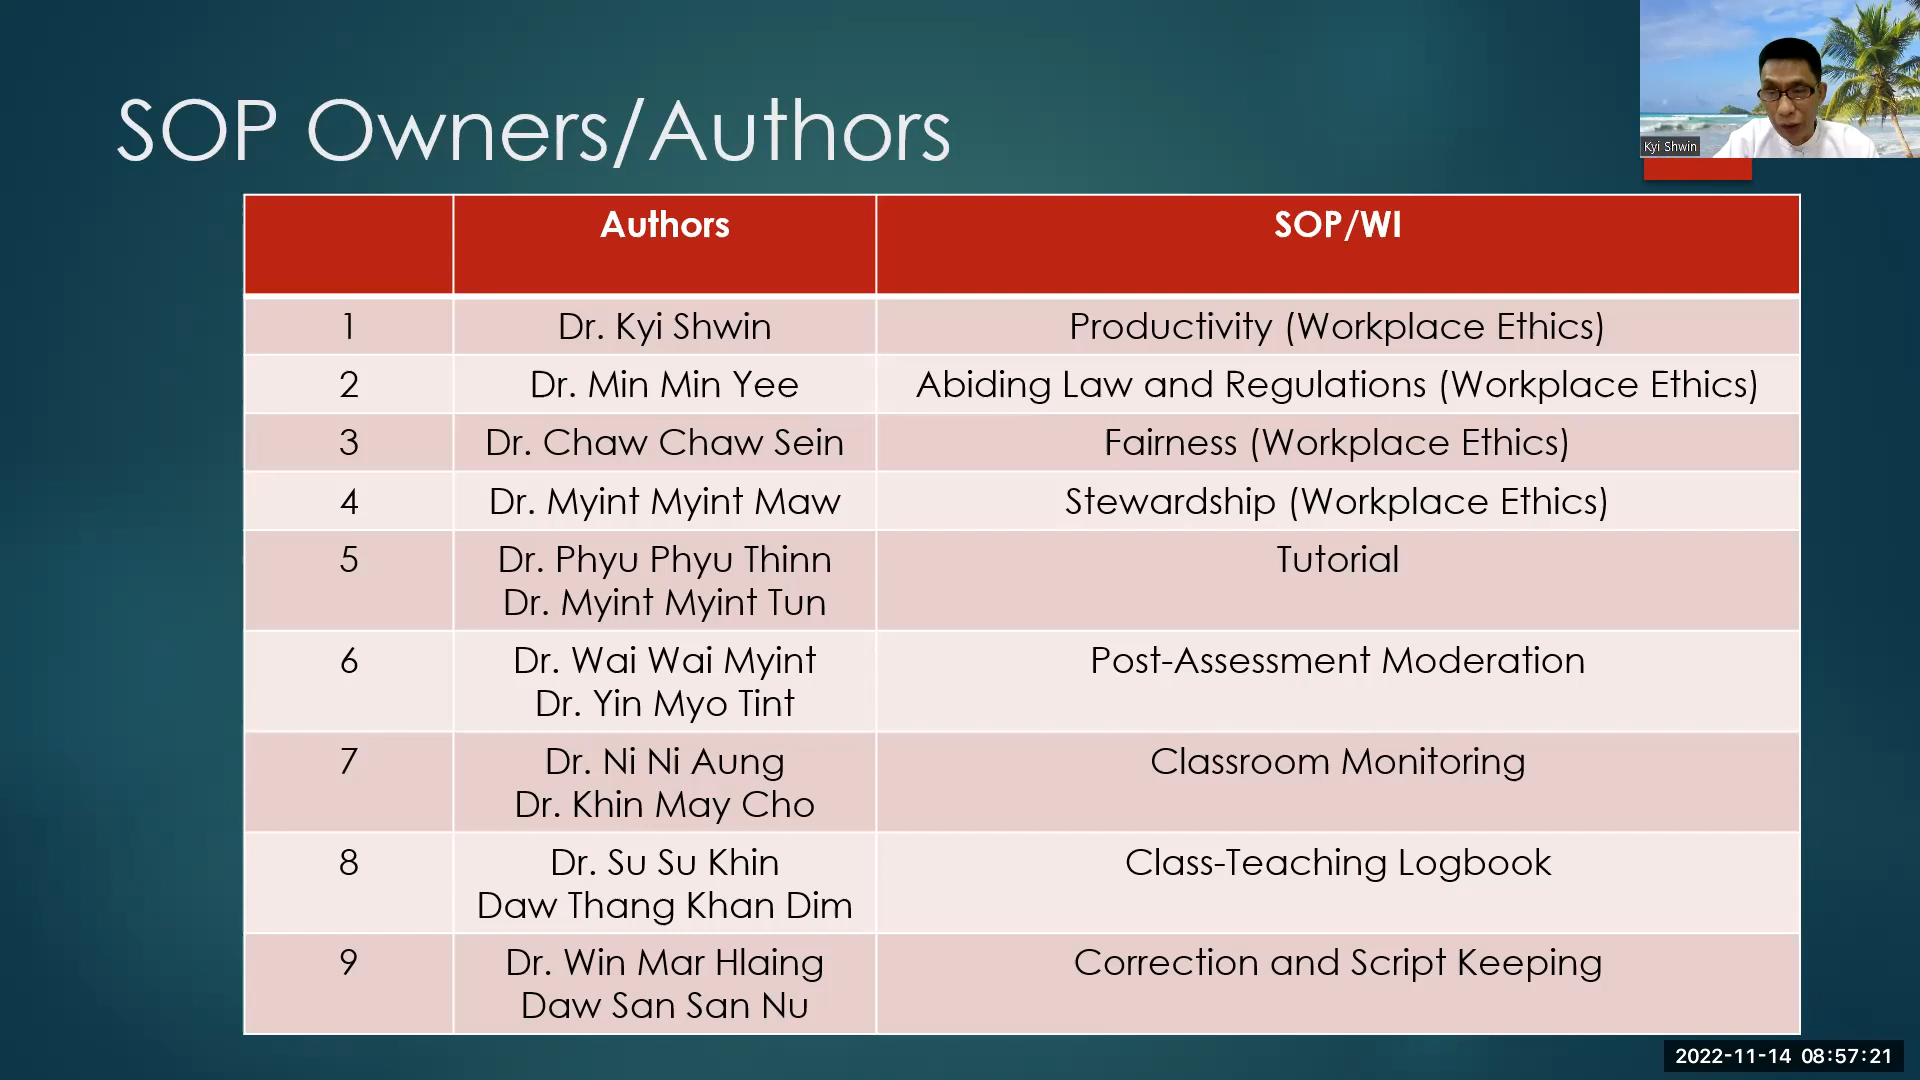 SOP Owners/Authors
Kyi Shwin
Authors SOP/WI
1 Dr. Kyi Shwin Productivity (Workplace Ethics)
2 Dr. Min Min Yee Abiding Law and Regulations (Workplace Ethics)
3 Dr. Chaw Chaw Sein Fairness (Workplace Ethics)
4 Dr. Myint Myint Maw Stewardship (Workplace Ethics)
5 Dr. Phyu Phyu Thinn Tutorial
Dr. Myint Myint Tun
6 Dr. Wai Wai Myint Post-Assessment Moderation
Dr. Yin Myo Tint
7 Dr. Ni Ni Aung Classroom Monitoring
Dr. Khin May Cho
8 Dr. Su Su Khin Class-Teaching Logbook
Daw Thang Khan Dim
9 Dr. Win Mar Hlaing Correction and Script Keeping
Daw San San Nu
2022-11-14 08:57:21